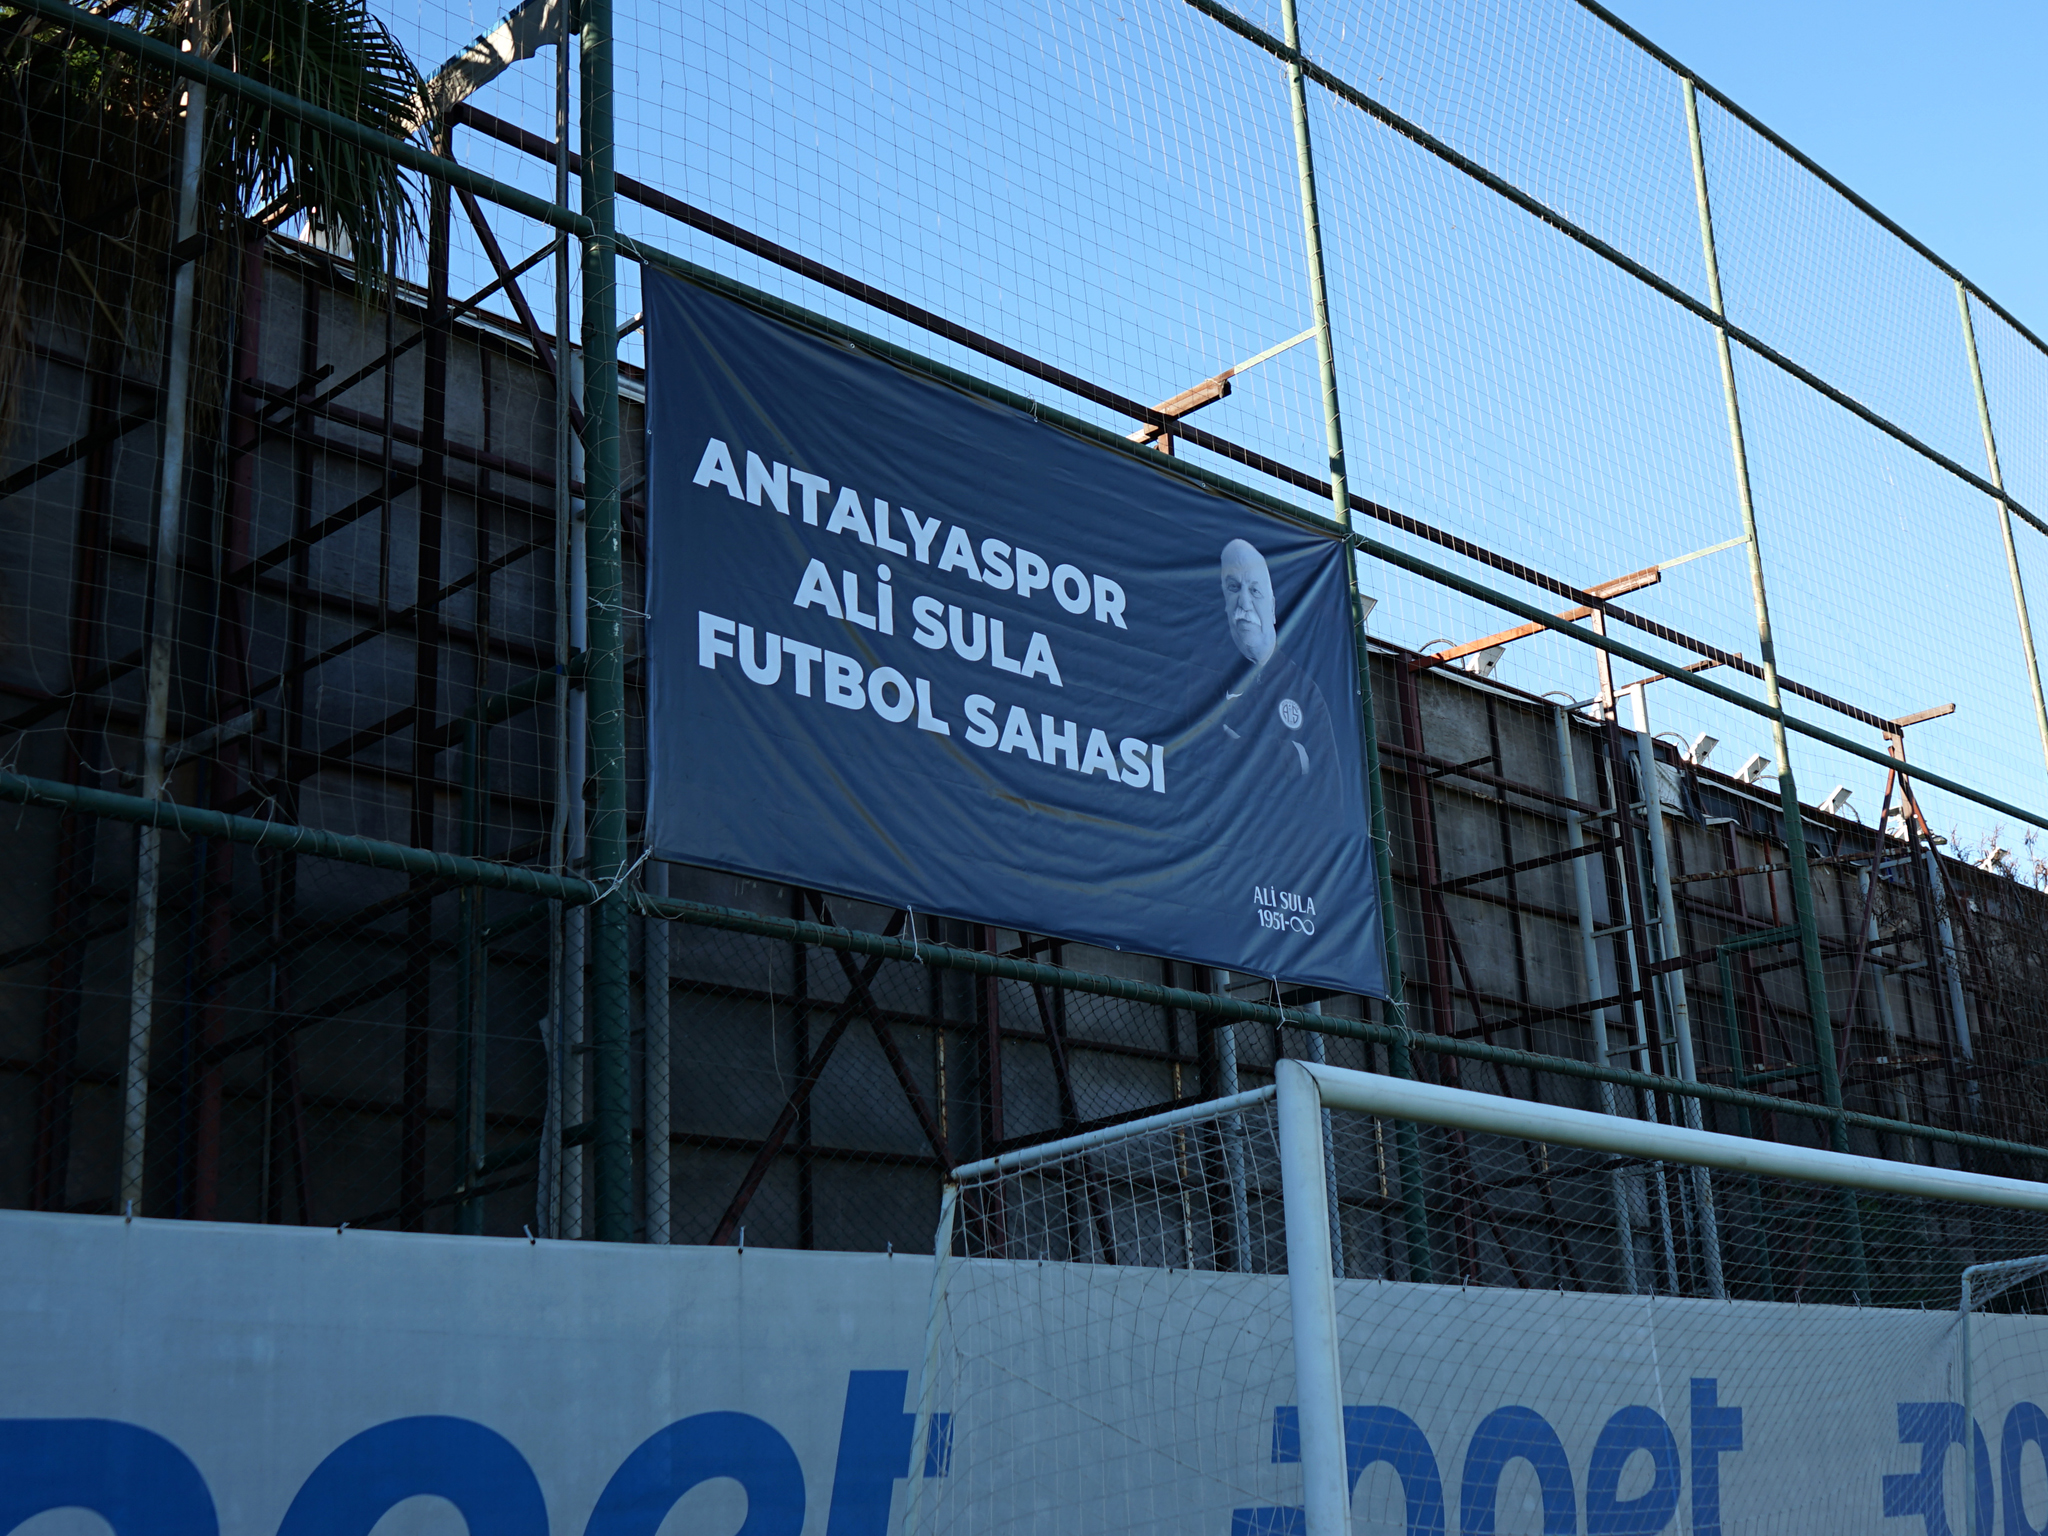 ANTALYASPOR
ALİ SULA
FUTBOL SAHASI
ALİ SULA
1951-∞